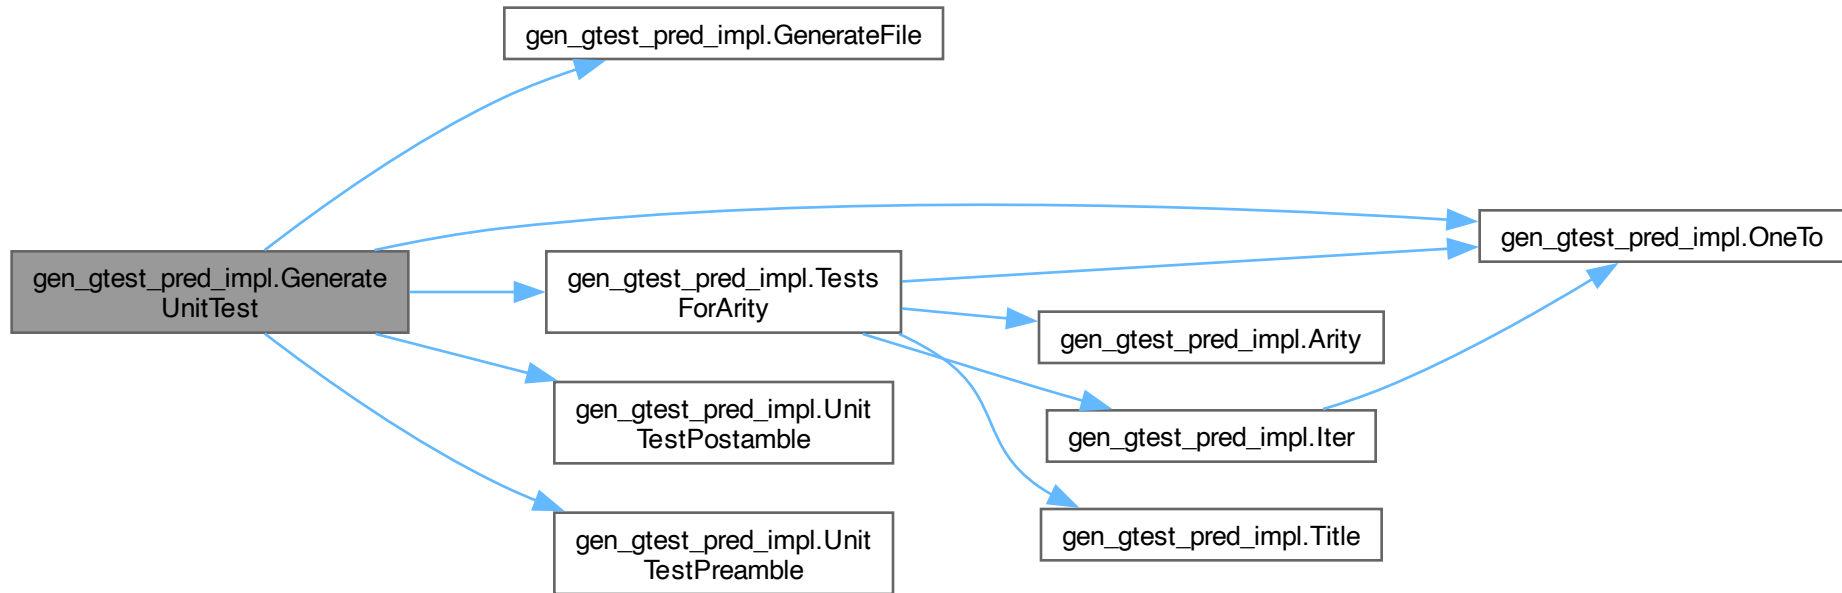 gen_gtest_pred_impl.GenerateFile
gen_gtest_pred_impl.OneTo
gen_gtest_pred_impl.Generate
UnitTest
gen_gtest_pred_impl.Tests
ForArity
gen_gtest_pred_impl.Arity
gen_gtest_pred_impl.Unit
TestPostamble
gen_gtest_pred_impl.Iter
gen_gtest_pred_impl.Title
gen_gtest_pred_impl.Unit
TestPreamble